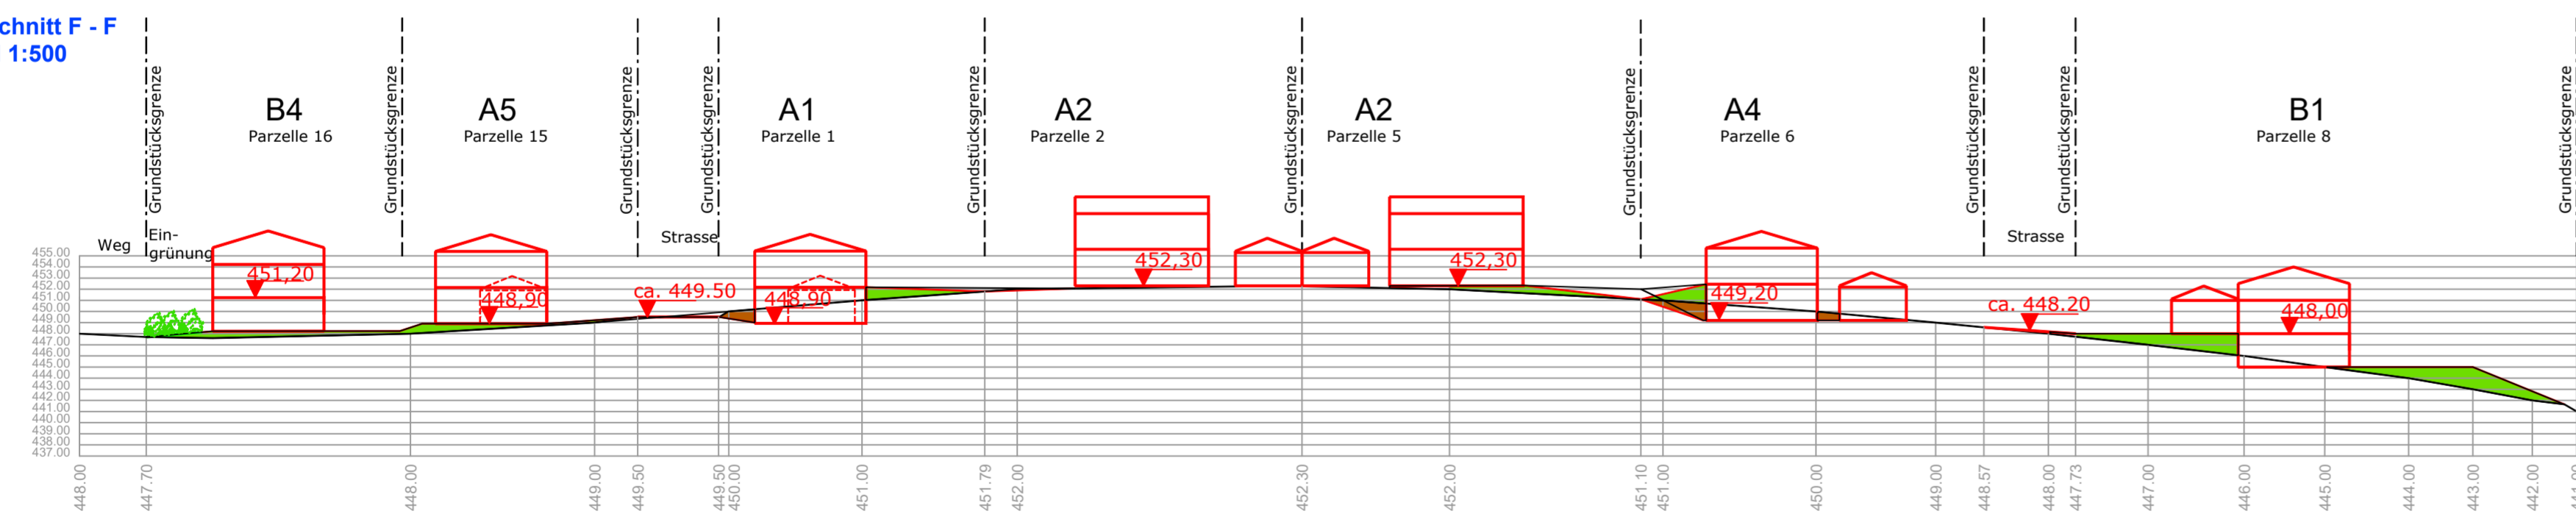 chnitt F - F
1:500
Grundstücksgrenze
Grundstücksgrenze
Grundstücksgrenze
Grundstücksgrenze
Grundstücksgrenze
Grundstücksgrenze
Grundstücksgrenze
Grundstücksgrenze
Grundstücksgrenze
Grundstücksgrenze
B4
Parzelle 16
A5
Parzelle 15
A1
Parzelle 1
A2
Parzelle 2
A2
Parzelle 5
A4
Parzelle 6
B1
Parzelle 8
Weg
Ein-
grünung
Strasse
Strasse
451,20
448,90
ca. 449.50
448,90
452,30
452,30
449,20
ca. 448.20
448,00
455.00
454.00
453.00
452.00
451.00
450.00
449.00
448.00
447.00
446.00
445.00
444.00
443.00
442.00
441.00
440.00
439.00
438.00
437.00
448.00
447.70
448.00
449.00
449.50
449.50
450.00
451.00
451.79
452.00
452.30
452.00
451.10
451.00
450.00
449.00
448.57
448.00
447.73
447.00
446.00
445.00
444.00
443.00
442.00